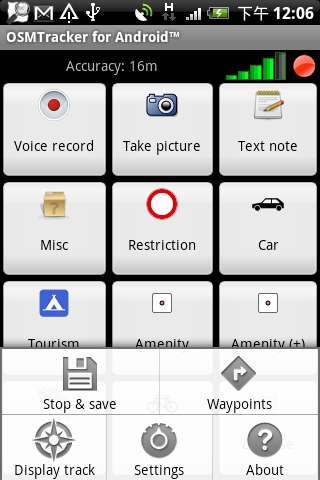 H
下午 12:06
OSMTracker for Android™
Accuracy: 16m
Voice record
Take picture
Text note
Misc
Restriction
Car
Tourism
Amenity
Amenity (+)
Stop & save
Waypoints
Display track
Settings
About